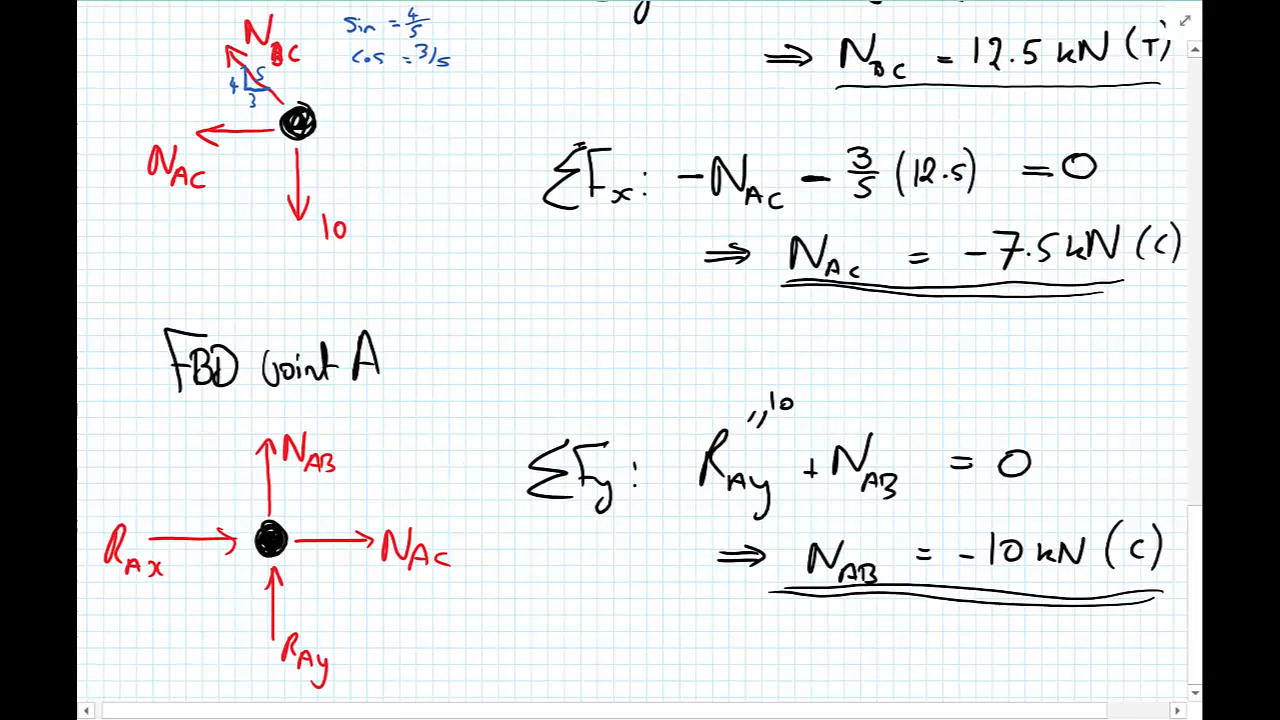 N_BC
Sin = 4/5
cos = 3/5
4 5
3
N_AC
10
⇒ N_BC = 12.5 kN (T)
ΣF_x: -N_AC - 3/5 (12.5) = 0
⇒ N_AC = -7.5 kN (C)
FBD joint A
N_AB
R_Ax
N_AC
R_Ay
"10
ΣF_y: R_Ay + N_AB = 0
⇒ N_AB = -10 kN (C)